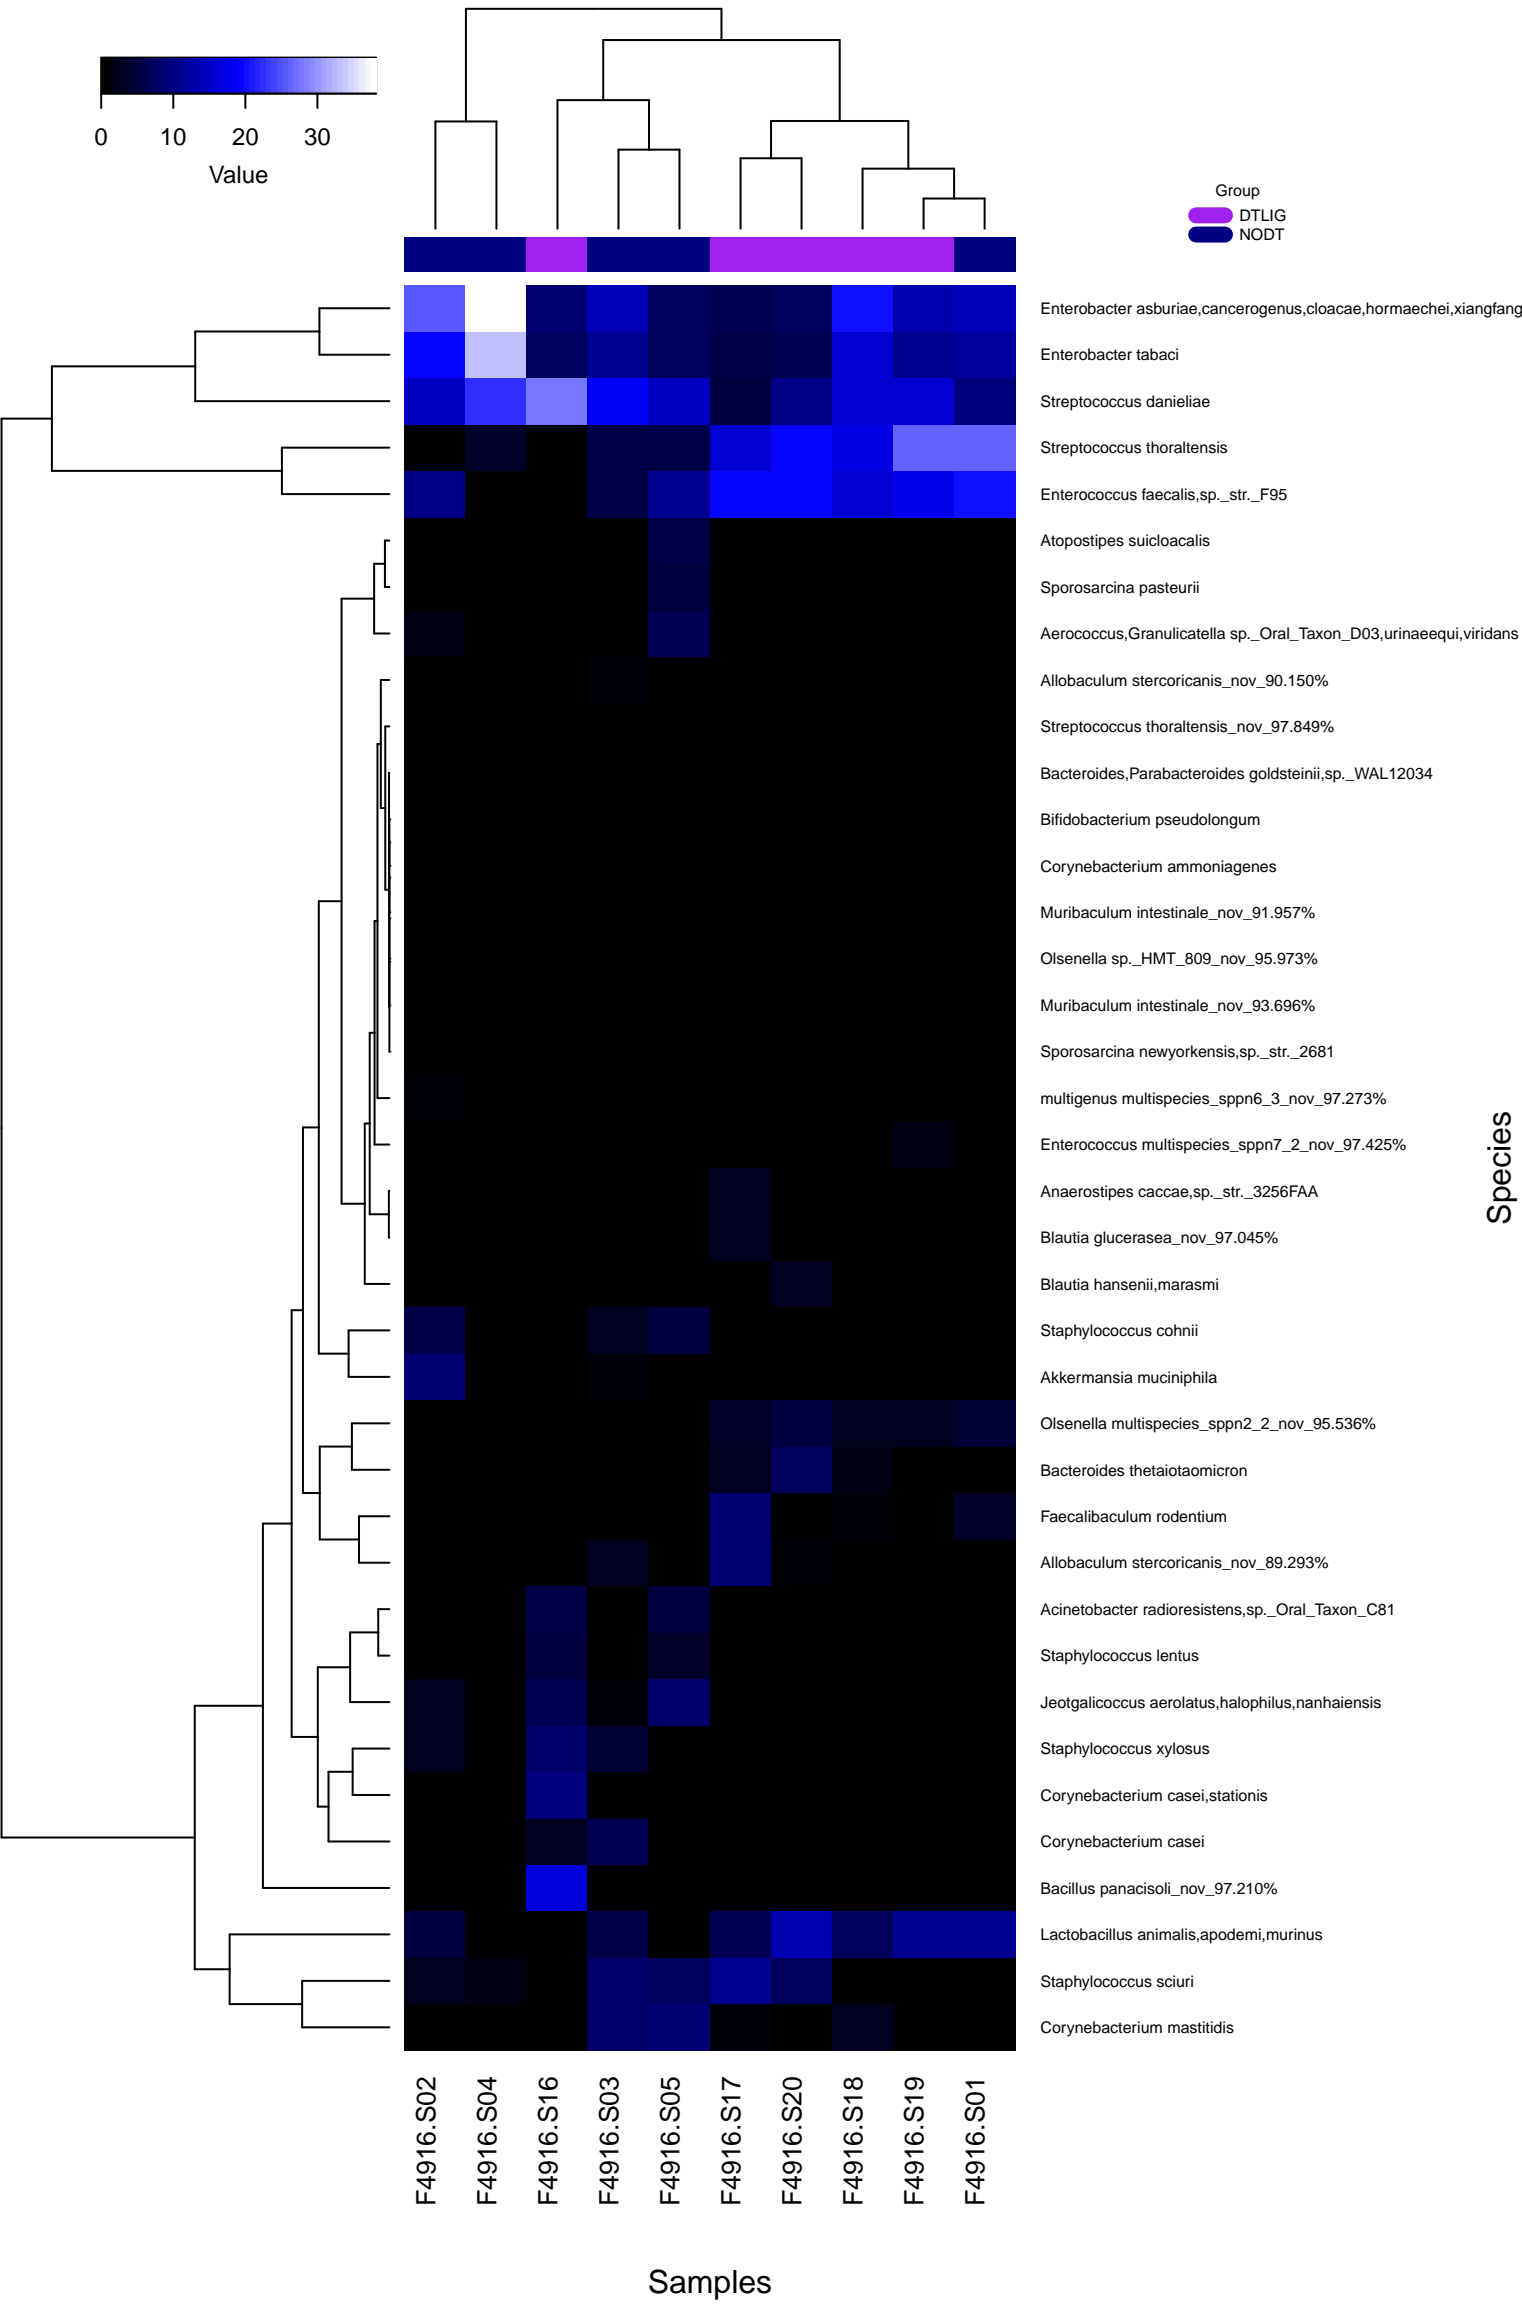 0 10 20 30
Value
Group
DTLIG
NODT
Enterobacter asburiae,cancerogenus,cloacae,hormaechei,xiangfang
Enterobacter tabaci
Streptococcus danieliae
Streptococcus thoraltensis
Enterococcus faecalis,sp._str._F95
Atopostipes suicloacalis
Sporosarcina pasteurii
Aerococcus,Granulicatella sp._Oral_Taxon_D03,urinaeequi,viridans
Allobaculum stercoricanis_nov_90.150%
Streptococcus thoraltensis_nov_97.849%
Bacteroides,Parabacteroides goldsteinii,sp._WAL12034
Bifidobacterium pseudolongum
Corynebacterium ammoniagenes
Muribaculum intestinale_nov_91.957%
Olsenella sp._HMT_809_nov_95.973%
Muribaculum intestinale_nov_93.696%
Sporosarcina newyorkensis,sp._str._2681
multigenus multispecies_sppn6_3_nov_97.273%
Enterococcus multispecies_sppn7_2_nov_97.425%
Anaerostipes caccae,sp._str._3256FAA
Blautia glucerasea_nov_97.045%
Blautia hansenii,marasmi
Staphylococcus cohnii
Akkermansia muciniphila
Olsenella multispecies_sppn2_2_nov_95.536%
Bacteroides thetaiotaomicron
Faecalibaculum rodentium
Allobaculum stercoricanis_nov_89.293%
Acinetobacter radioresistens,sp._Oral_Taxon_C81
Staphylococcus lentus
Jeotgalicoccus aerolatus,halophilus,nanhaiensis
Staphylococcus xylosus
Corynebacterium casei,stationis
Corynebacterium casei
Bacillus panacisoli_nov_97.210%
Lactobacillus animalis,apodemi,murinus
Staphylococcus sciuri
Corynebacterium mastitidis
Species
F4916.S02
F4916.S04
F4916.S16
F4916.S03
F4916.S05
F4916.S17
F4916.S20
F4916.S18
F4916.S19
F4916.S01
Samples